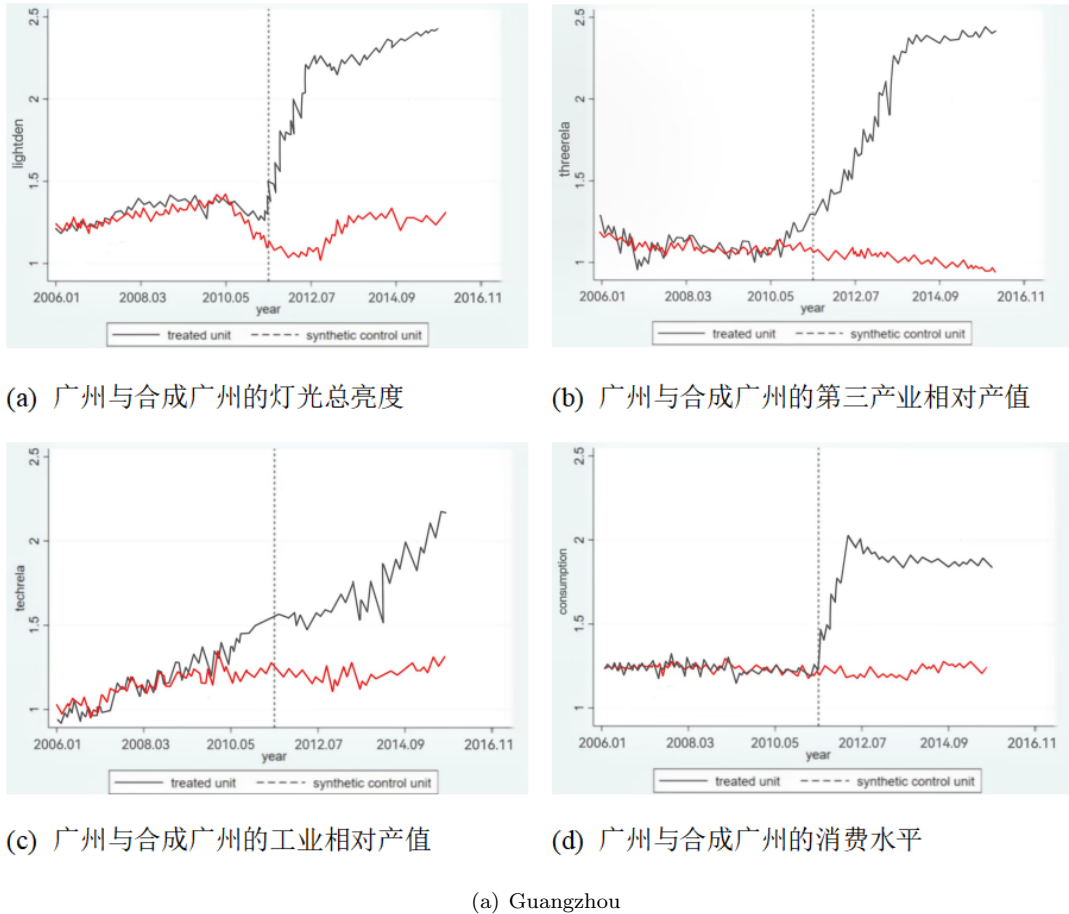 2.5
2
1.5
1
lightden
2006.01 2008.03 2010.05 2012.07 2014.09 2016.11
year
treated unit synthetic control unit
(a) 广州与合成广州的灯光总亮度
2.5
2
1.5
1
threerela
2006.01 2008.03 2010.05 2012.07 2014.09 2016.11
year
treated unit synthetic control unit
(b) 广州与合成广州的第三产业相对产值
2.5
2
1.5
1
techrela
2006.01 2008.03 2010.05 2012.07 2014.09 2016.11
year
treated unit synthetic control unit
(c) 广州与合成广州的工业相对产值
2.5
2
1.5
1
consumption
2006.01 2008.03 2010.05 2012.07 2014.09 2016.11
year
treated unit synthetic control unit
(d) 广州与合成广州的消费水平
(a) Guangzhou